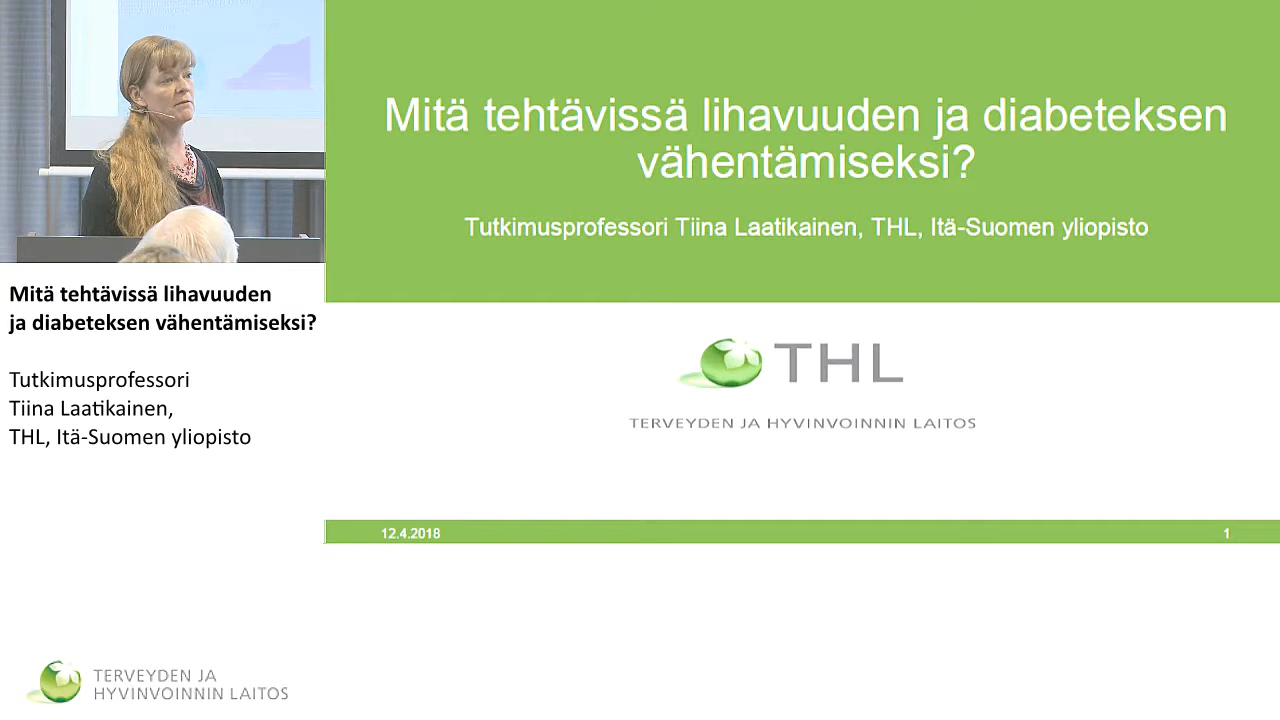 Mitä tehtävissä lihavuuden ja diabeteksen
vähentämiseksi?
Tutkimusprofessori Tiina Laatikainen, THL, Itä-Suomen yliopisto
THL
TERVEYDEN JA HYVINVOINNIN LAITOS
12.4.2018
1
Mitä tehtävissä lihavuuden
ja diabeteksen vähentämiseksi?
Tutkimusprofessori
Tiina Laatikainen,
THL, Itä-Suomen yliopisto
TERVEYDEN JA
HYVINVOINNIN LAITOS